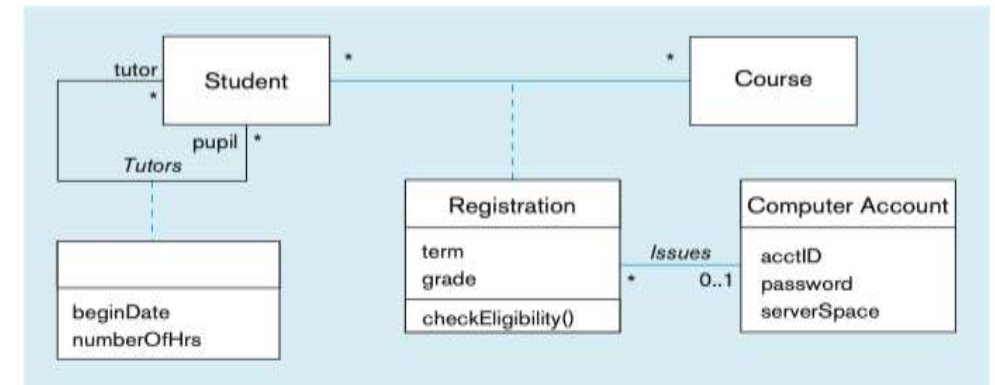 tutor
*
Student
*
*
Course
pupil
*
Tutors
beginDate
numberOfHrs
Registration
term
grade
checkEligibility()
Issues
*
0..1
Computer Account
acctID
password
serverSpace